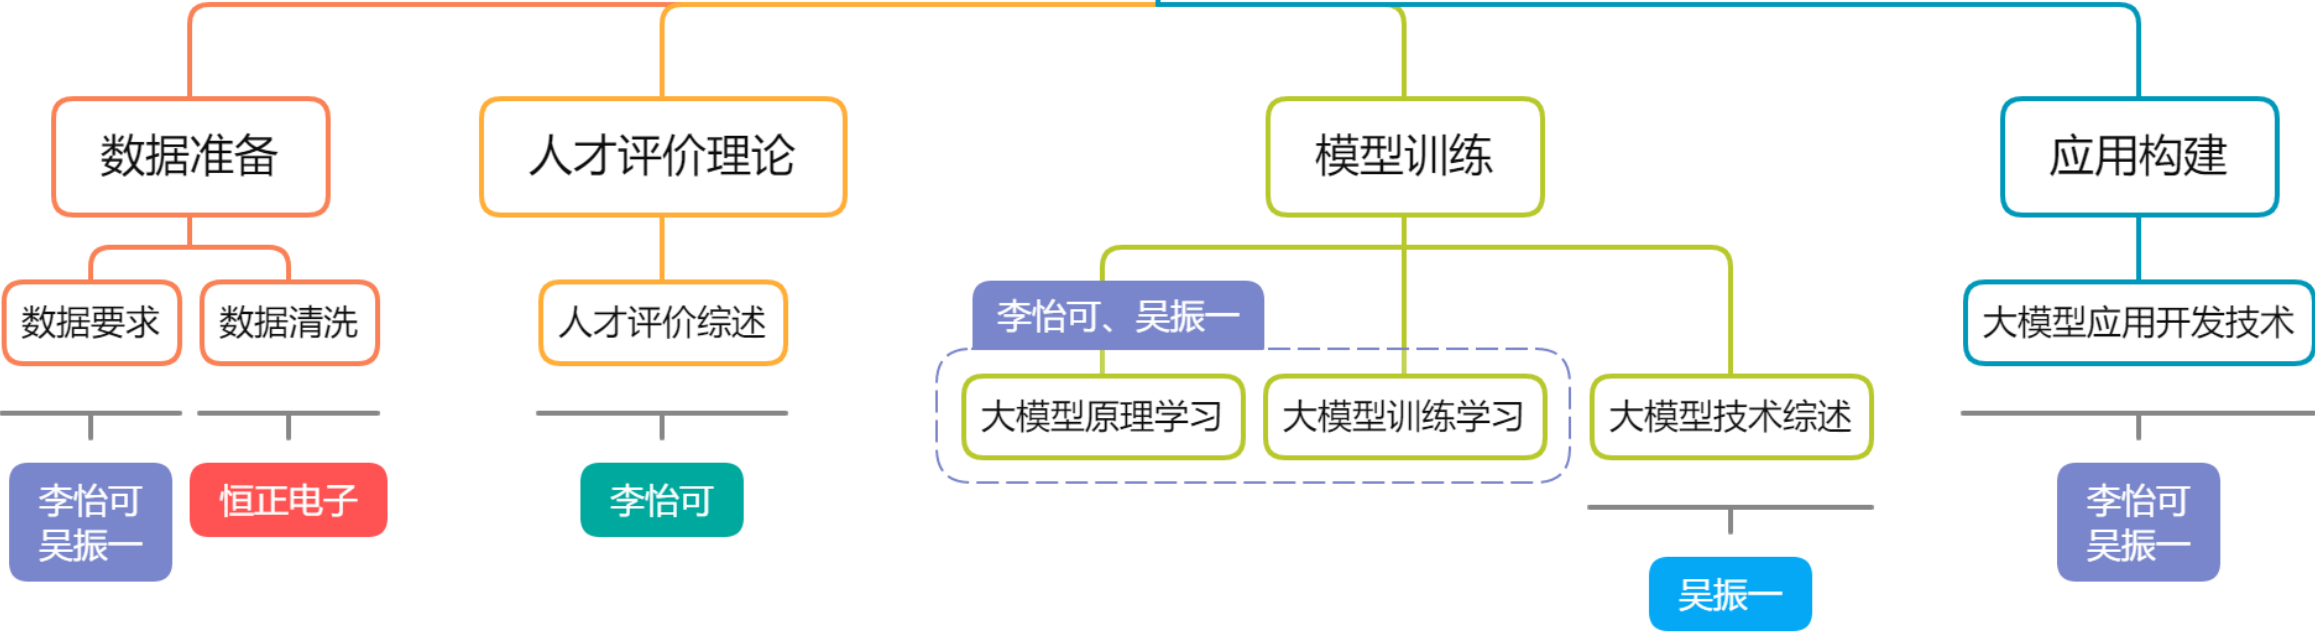 数据准备
人才评价理论
模型训练
应用构建
数据要求
数据清洗
人才评价综述
李怡可、吴振一
大模型应用开发技术
大模型原理学习
大模型训练学习
大模型技术综述
李怡可
吴振一
恒正电子
李怡可
李怡可
吴振一
吴振一